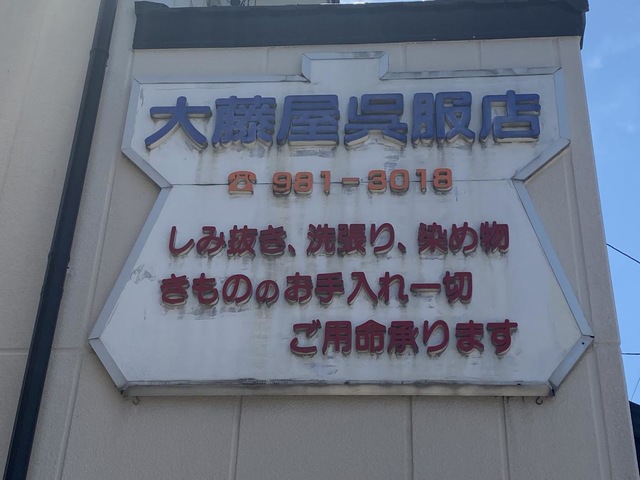 大藤屋呉服店
☎ 981-3018
しみ抜き、洗張り、染め物
きもののお手入れ一切
ご用命承ります